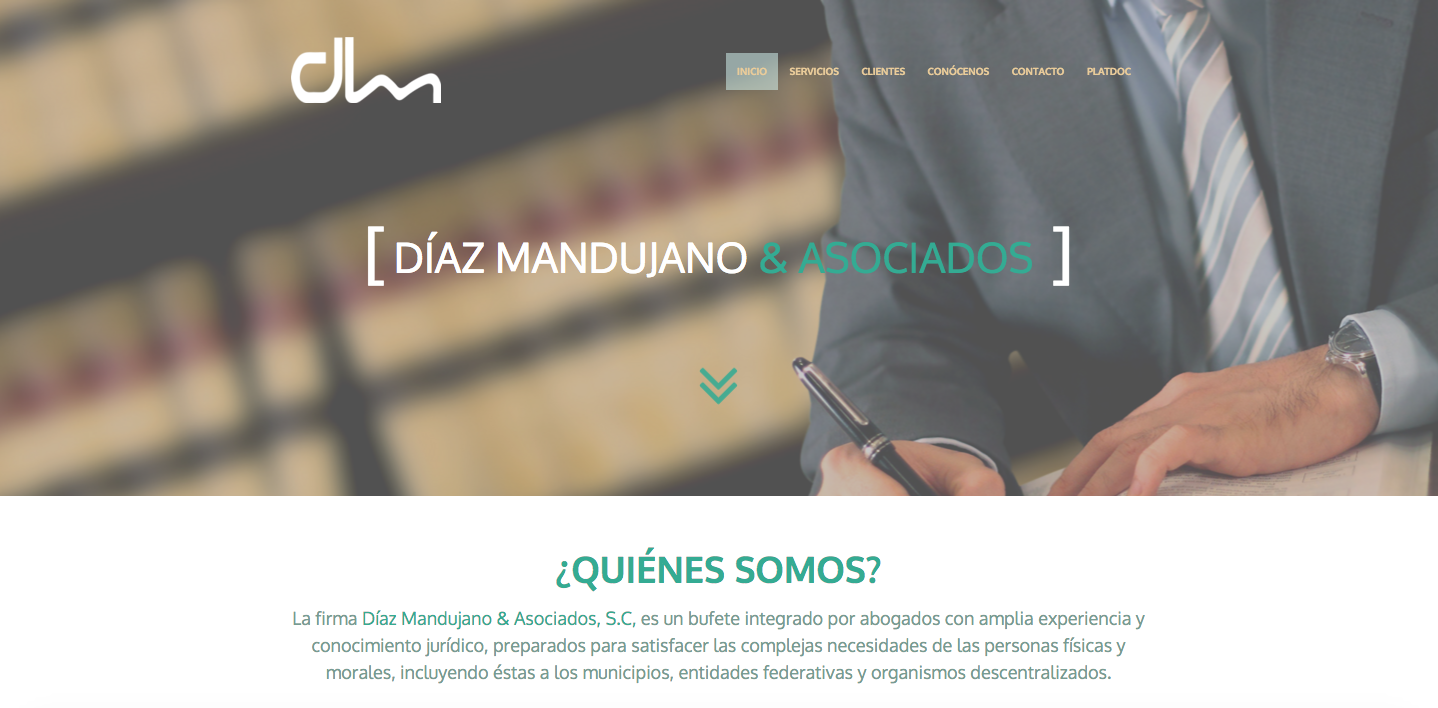 dlm
INICIO SERVICIOS CLIENTES CONÓCENOS CONTACTO PLATDOC
[ DÍAZ MANDUJANO & ASOCIADOS ]
¿QUIÉNES SOMOS?
La firma Díaz Mandujano & Asociados, S.C, es un bufete integrado por abogados con amplia experiencia y
conocimiento jurídico, preparados para satisfacer las complejas necesidades de las personas físicas y
morales, incluyendo éstas a los municipios, entidades federativas y organismos descentralizados.